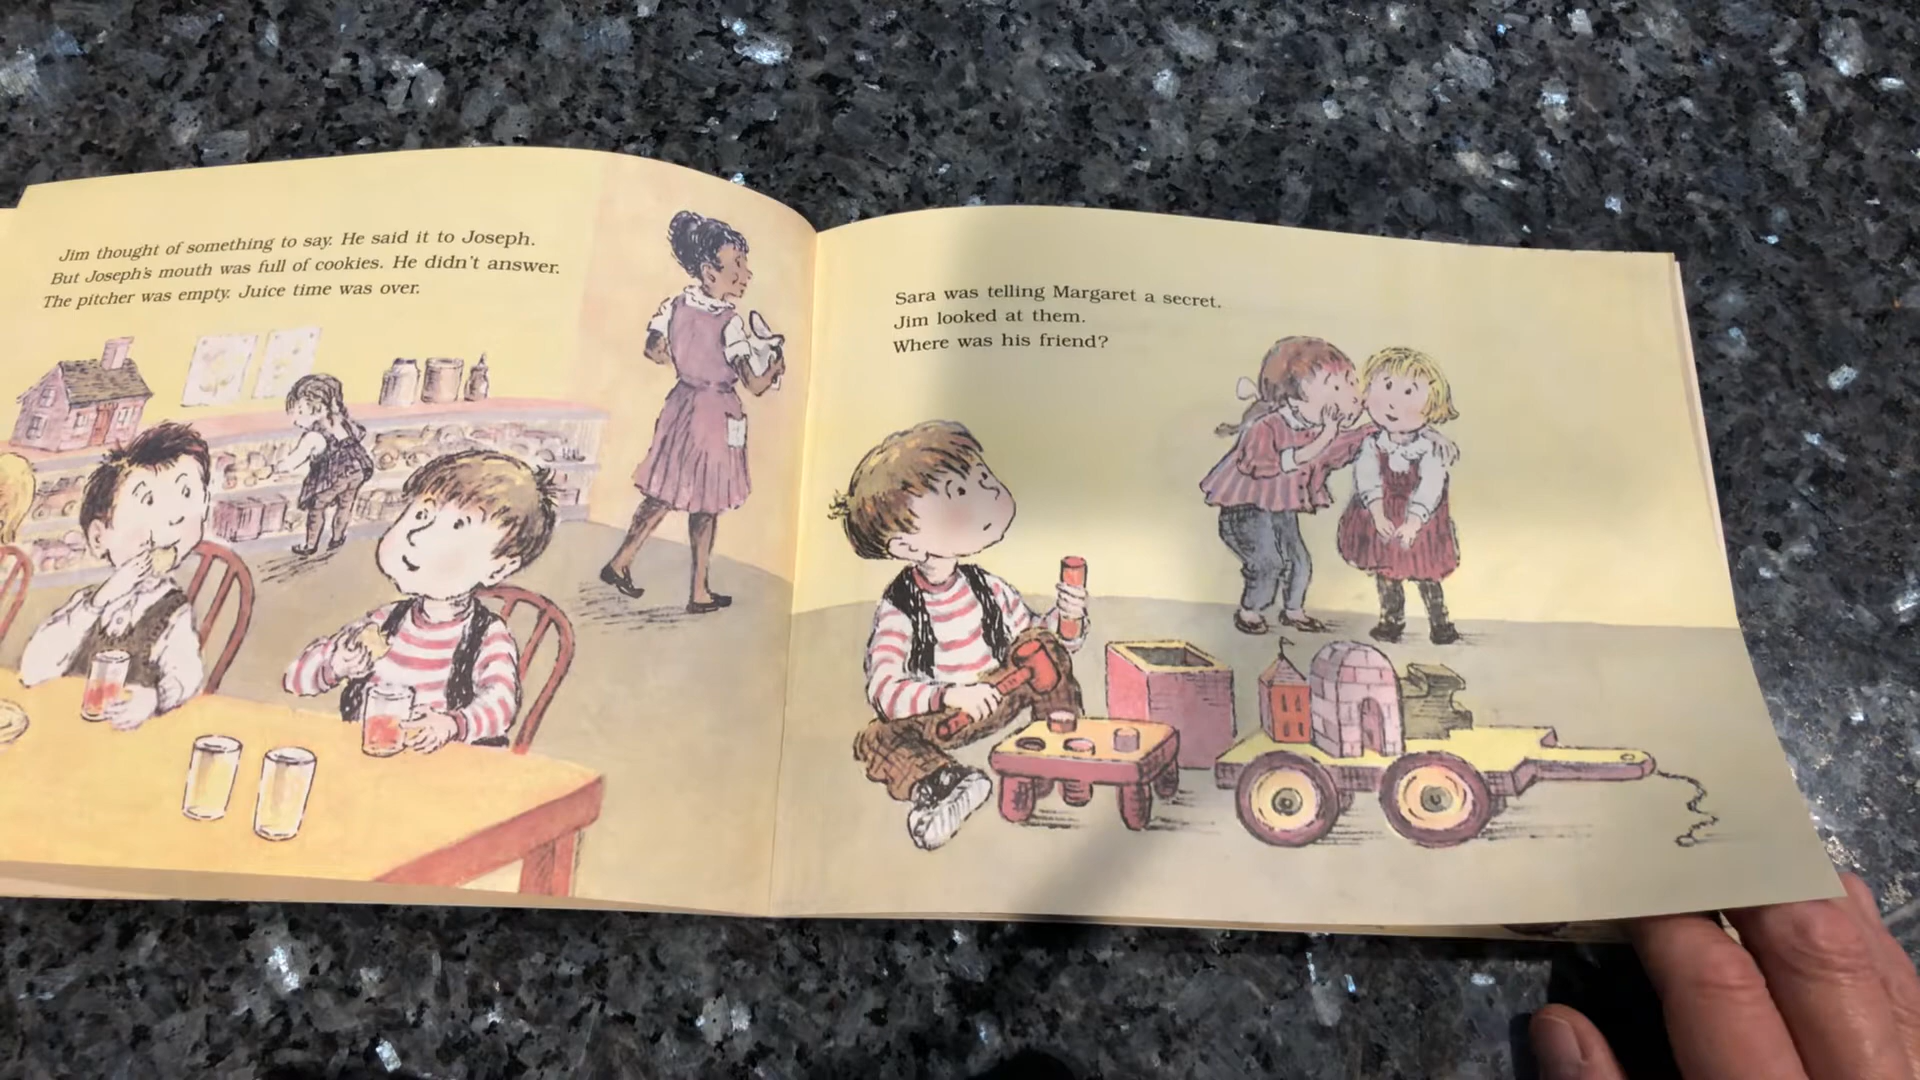 Jim thought of something to say. He said it to Joseph.
But Joseph's mouth was full of cookies. He didn't answer.
The pitcher was empty. Juice time was over.
Sara was telling Margaret a secret.
Jim looked at them.
Where was his friend?